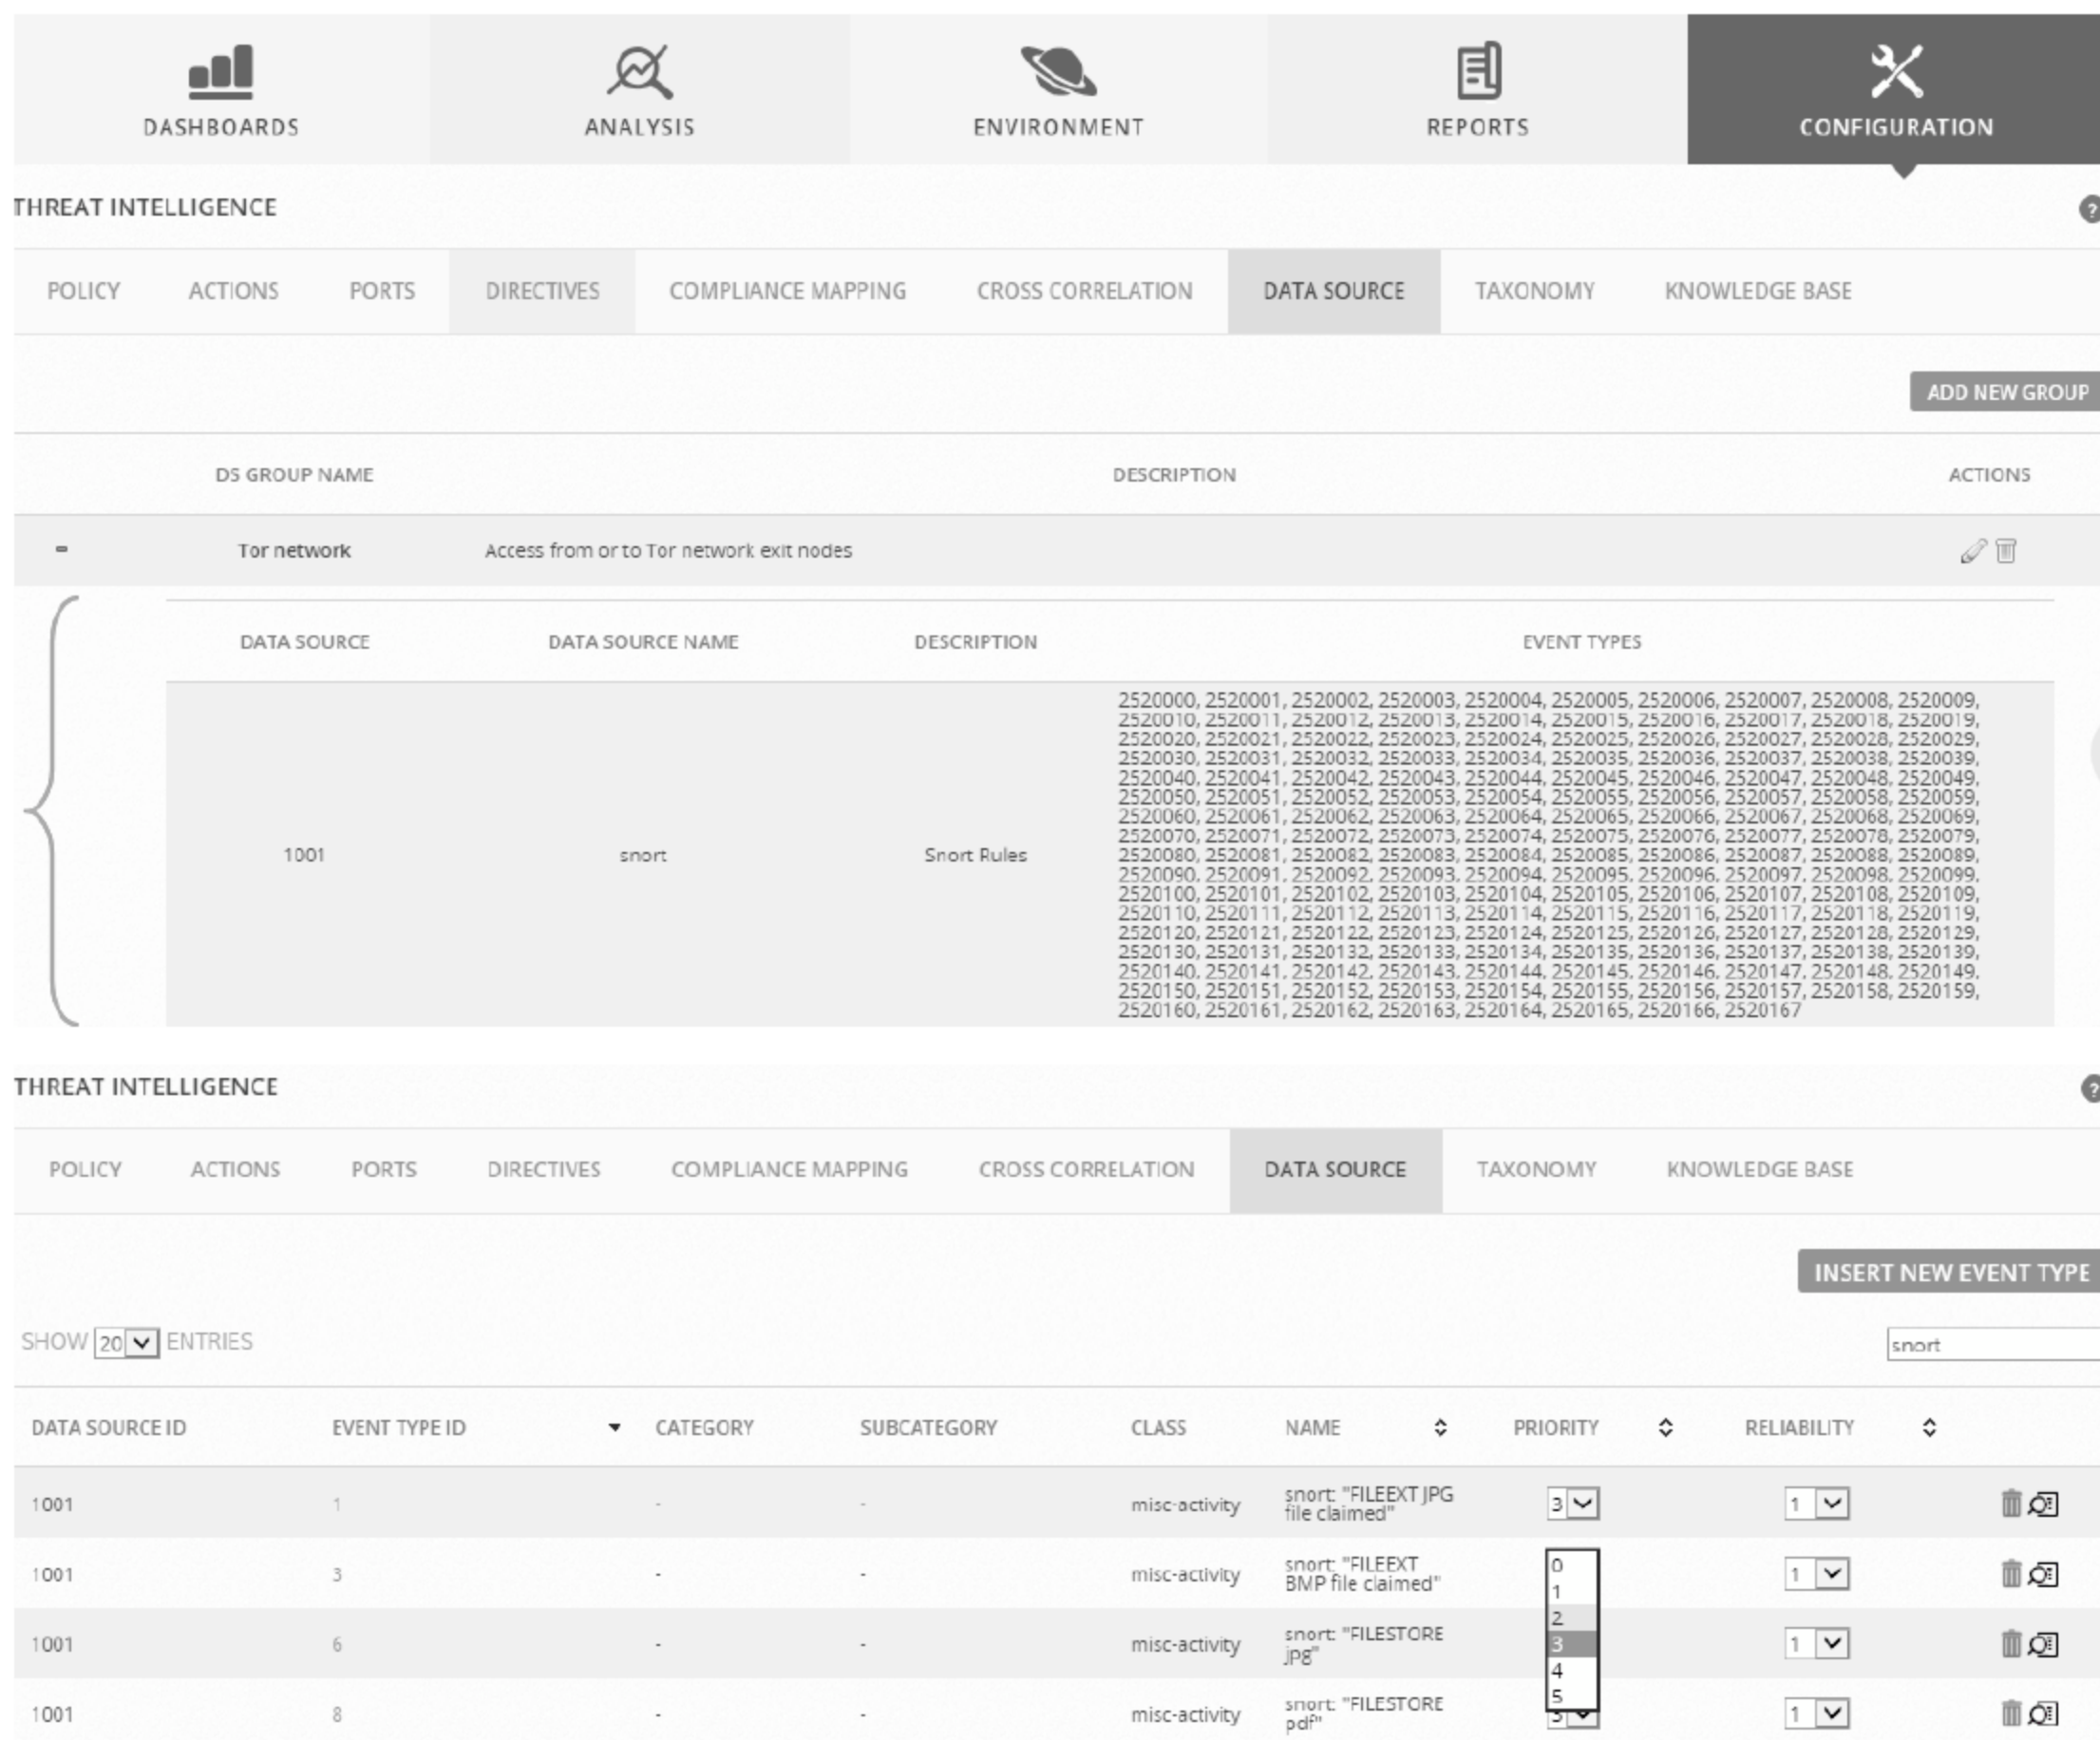 DASHBOARDS ANALYSIS ENVIRONMENT REPORTS CONFIGURATION
THREAT INTELLIGENCE ?
POLICY ACTIONS PORTS DIRECTIVES COMPLIANCE MAPPING CROSS CORRELATION DATA SOURCE TAXONOMY KNOWLEDGE BASE
ADD NEW GROUP
DS GROUP NAME DESCRIPTION ACTIONS
Tor network Access from or to Tor network exit nodes
DATA SOURCE DATA SOURCE NAME DESCRIPTION EVENT TYPES
1001 snort Snort Rules
2520000, 2520001, 2520002, 2520003, 2520004, 2520005, 2520006, 2520007, 2520008, 2520009,
2520010, 2520011, 2520012, 2520013, 2520014, 2520015, 2520016, 2520017, 2520018, 2520019,
2520020, 2520021, 2520022, 2520023, 2520024, 2520025, 2520026, 2520027, 2520028, 2520029,
2520030, 2520031, 2520032, 2520033, 2520034, 2520035, 2520036, 2520037, 2520038, 2520039,
2520040, 2520041, 2520042, 2520043, 2520044, 2520045, 2520046, 2520047, 2520048, 2520049,
2520050, 2520051, 2520052, 2520053, 2520054, 2520055, 2520056, 2520057, 2520058, 2520059,
2520060, 2520061, 2520062, 2520063, 2520064, 2520065, 2520066, 2520067, 2520068, 2520069,
2520070, 2520071, 2520072, 2520073, 2520074, 2520075, 2520076, 2520077, 2520078, 2520079,
2520080, 2520081, 2520082, 2520083, 2520084, 2520085, 2520086, 2520087, 2520088, 2520089,
2520090, 2520091, 2520092, 2520093, 2520094, 2520095, 2520096, 2520097, 2520098, 2520099,
2520100, 2520101, 2520102, 2520103, 2520104, 2520105, 2520106, 2520107, 2520108, 2520109,
2520110, 2520111, 2520112, 2520113, 2520114, 2520115, 2520116, 2520117, 2520118, 2520119,
2520120, 2520121, 2520122, 2520123, 2520124, 2520125, 2520126, 2520127, 2520128, 2520129,
2520130, 2520131, 2520132, 2520133, 2520134, 2520135, 2520136, 2520137, 2520138, 2520139,
2520140, 2520141, 2520142, 2520143, 2520144, 2520145, 2520146, 2520147, 2520148, 2520149,
2520150, 2520151, 2520152, 2520153, 2520154, 2520155, 2520156, 2520157, 2520158, 2520159,
2520160, 2520161, 2520162, 2520163, 2520164, 2520165, 2520166, 2520167
THREAT INTELLIGENCE ?
POLICY ACTIONS PORTS DIRECTIVES COMPLIANCE MAPPING CROSS CORRELATION DATA SOURCE TAXONOMY KNOWLEDGE BASE
INSERT NEW EVENT TYPE
SHOW 20 ENTRIES snort
DATA SOURCE ID EVENT TYPE ID CATEGORY SUBCATEGORY CLASS NAME PRIORITY RELIABILITY
1001 1 - - misc-activity snort: "FILEEXT JPG 3 1
file claimed"
1001 3 - - misc-activity snort: "FILEEXT 1
BMP file claimed"
1001 6 - - misc-activity snort: "FILESTORE 1
jpg"
1001 8 - - misc-activity snort: "FILESTORE 3 1
pdf"
0
1
2
3
4
5